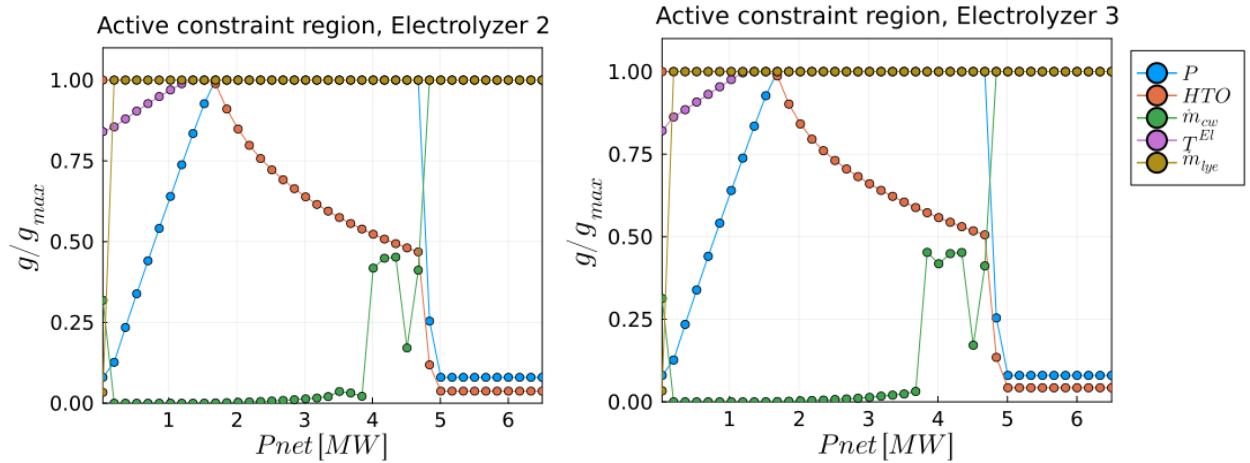 Active constraint region, Electrolyzer 2
g/g_max
1.00
0.75
0.50
0.25
0.00
1
2
3
4
5
6
Pnet [MW]
Active constraint region, Electrolyzer 3
g/g_max
1.00
0.75
0.50
0.25
0.00
1
2
3
4
5
6
Pnet [MW]
P
HTO
ṁ_cw
T^El
ṁ_lye